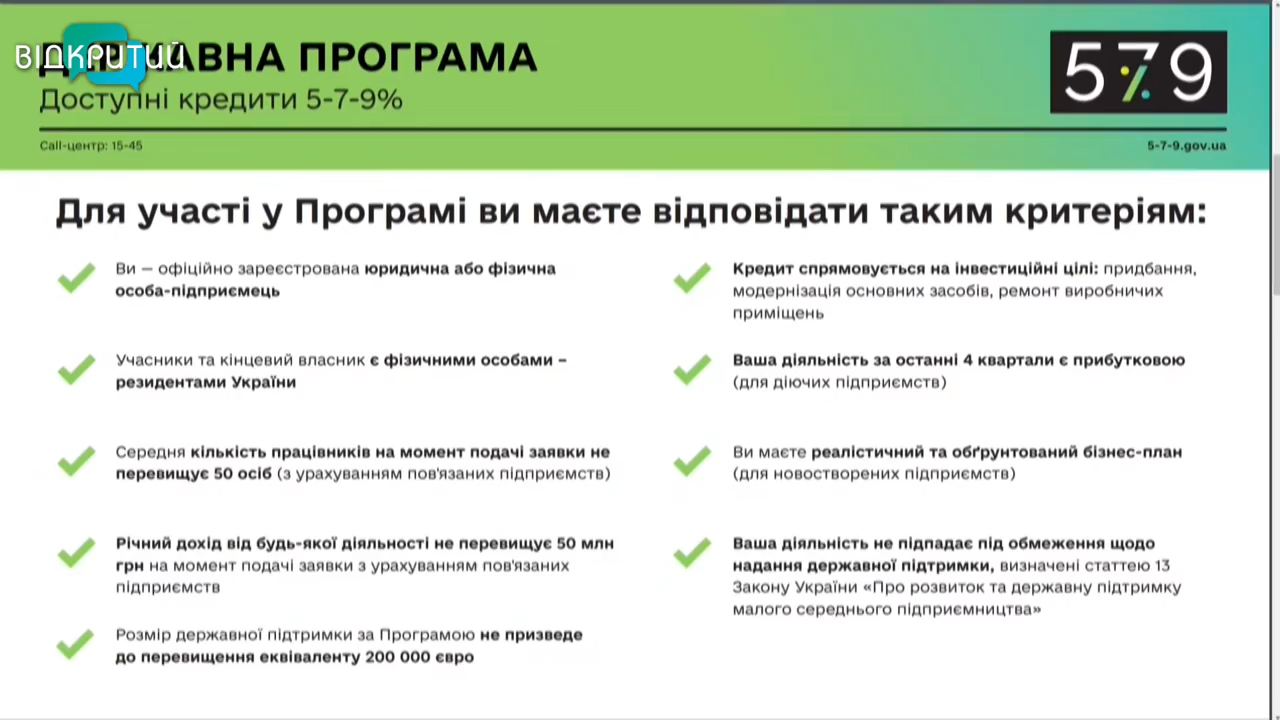 ВІДКРИТИЙ
ДЕРЖАВНА ПРОГРАМА
Доступні кредити 5-7-9%
579
Call-центр: 15-45
5-7-9.gov.ua
Для участі у Програмі ви маєте відповідати таким критеріям:
Ви — офіційно зареєстрована юридична або фізична
особа-підприємець
Учасники та кінцевий власник є фізичними особами –
резидентами України
Середня кількість працівників на момент подачі заявки не
перевищує 50 осіб (з урахуванням пов'язаних підприємств)
Річний дохід від будь-якої діяльності не перевищує 50 млн
грн на момент подачі заявки з урахуванням пов'язаних
підприємств
Розмір державної підтримки за Програмою не призведе
до перевищення еквіваленту 200 000 євро
Кредит спрямовується на інвестиційні цілі: придбання,
модернізація основних засобів, ремонт виробничих
приміщень
Ваша діяльність за останні 4 квартали є прибутковою
(для діючих підприємств)
Ви маєте реалістичний та обґрунтований бізнес-план
(для новостворених підприємств)
Ваша діяльність не підпадає під обмеження щодо
надання державної підтримки, визначені статтею 13
Закону України «Про розвиток та державну підтримку
малого середнього підприємництва»